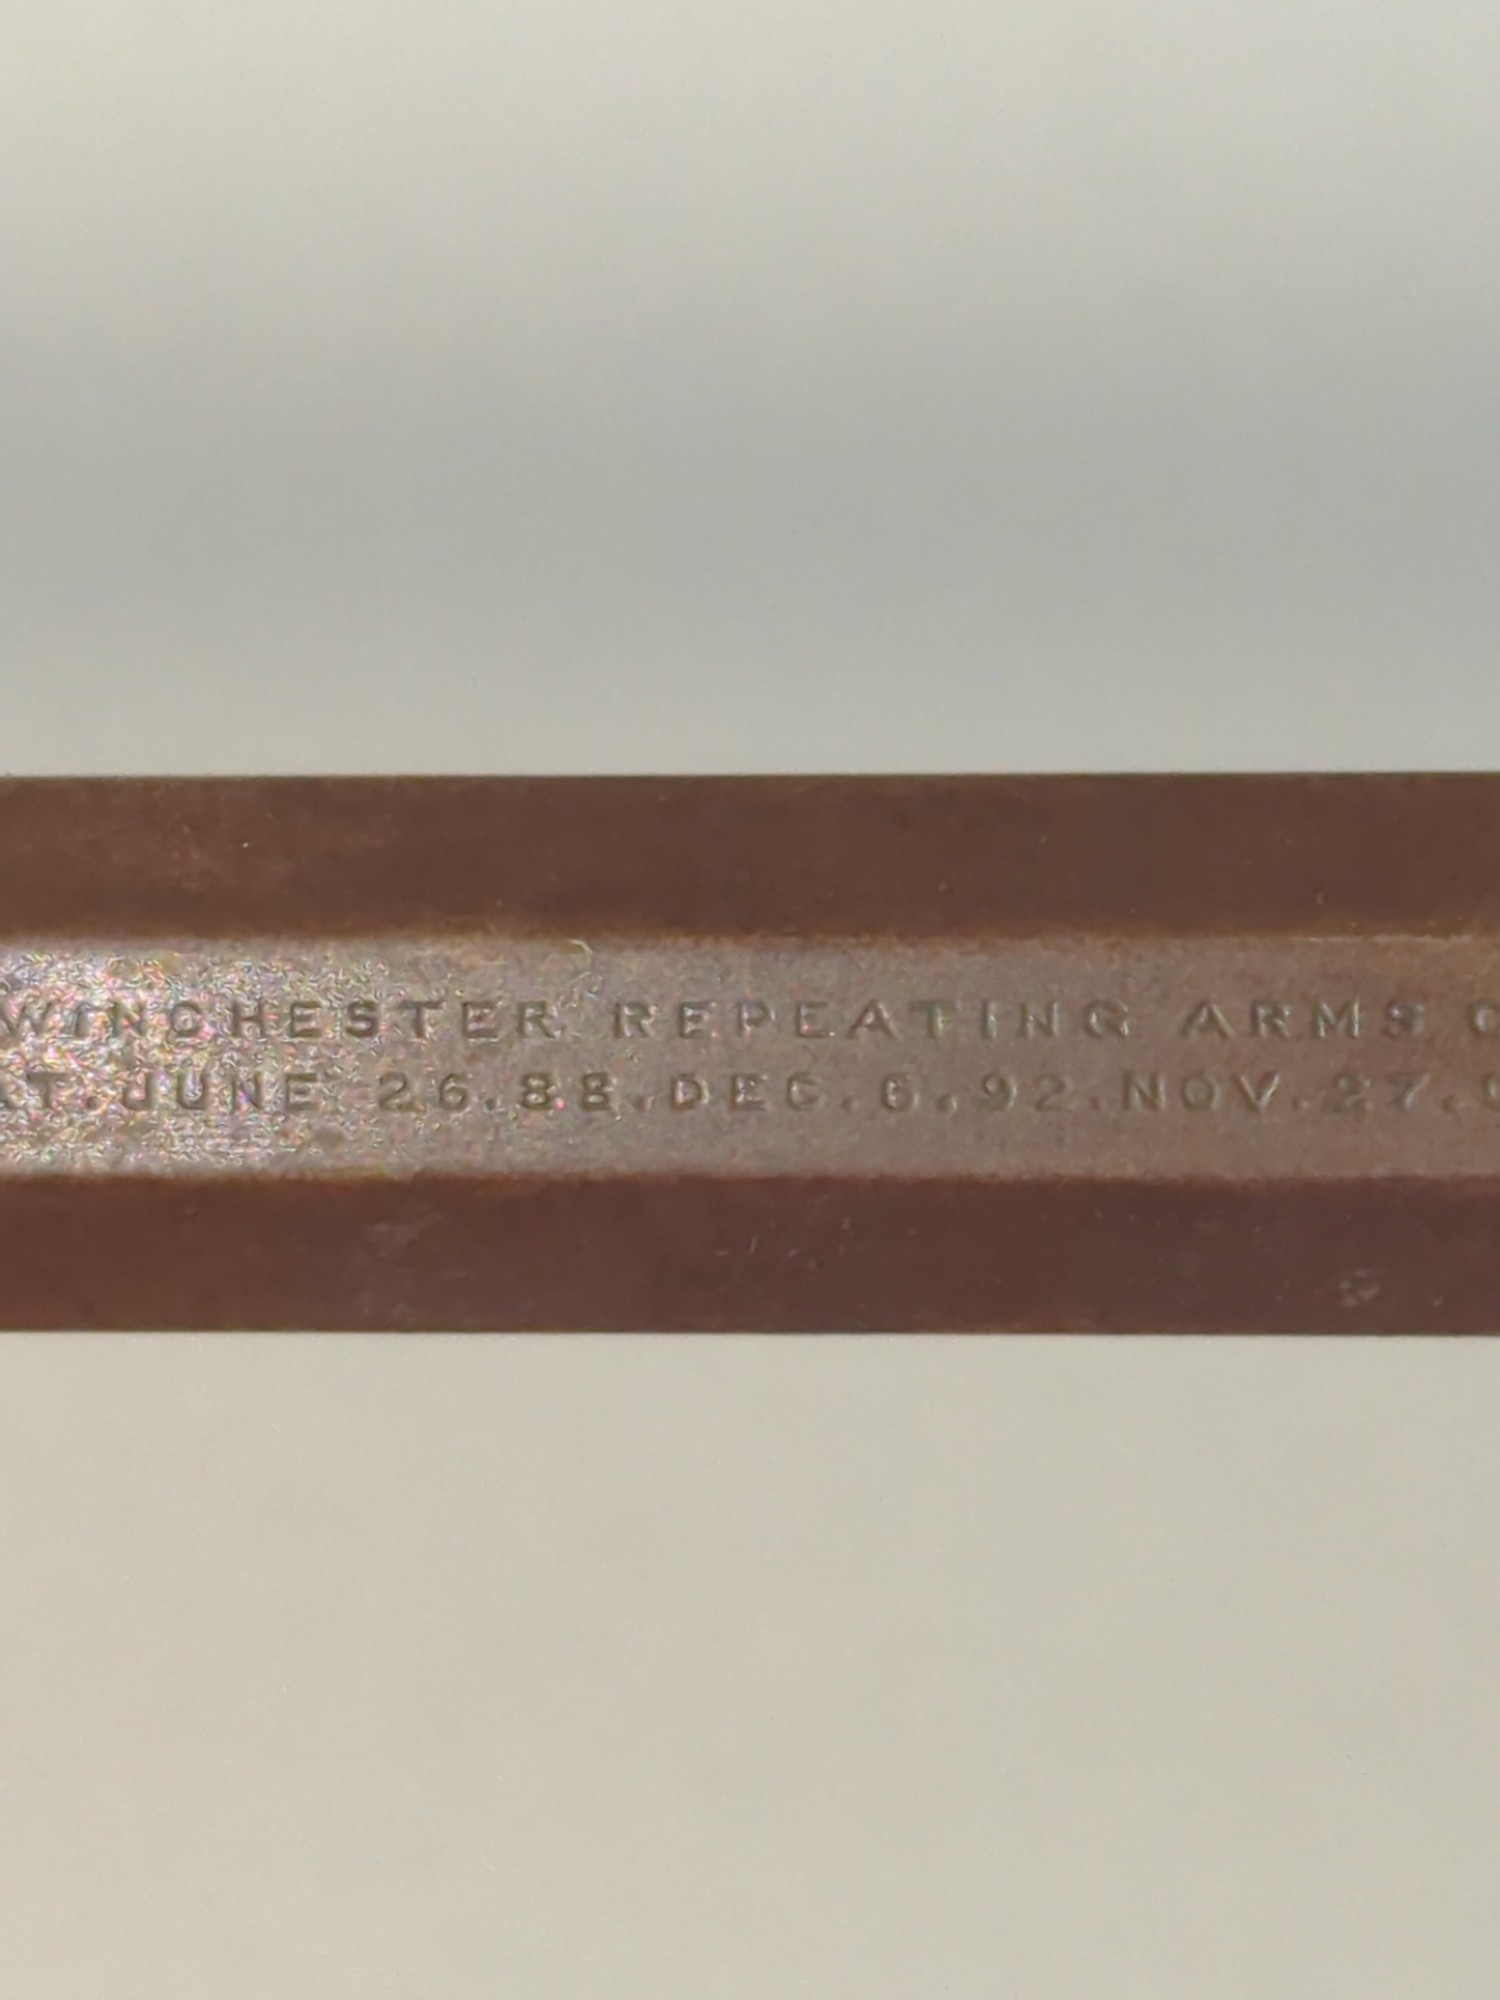 WINCHESTER REPEATING ARMS
AT.JUNE 26.88.DEC.6.92.NOV.27.